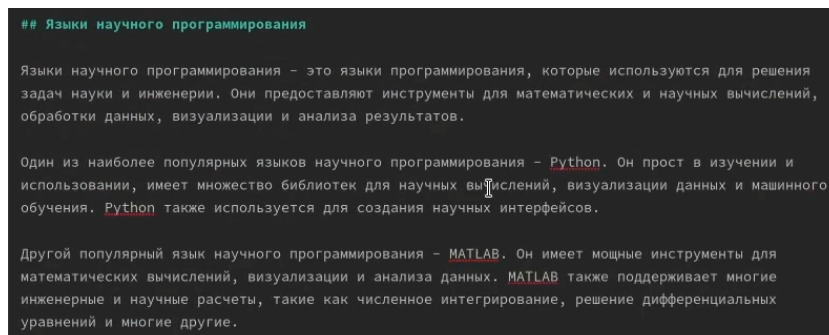 ## Языки научного программирования
Языки научного программирования - это языки программирования, которые используются для решения
задач науки и инженерии. Они предоставляют инструменты для математических и научных вычислений,
обработки данных, визуализации и анализа результатов.
Один из наиболее популярных языков научного программирования - Python. Он прост в изучении и
использовании, имеет множество библиотек для научных вычислений, визуализации данных и машинного
обучения. Python также используется для создания научных интерфейсов.
Другой популярный язык научного программирования - MATLAB. Он имеет мощные инструменты для
математических вычислений, визуализации и анализа данных. MATLAB также поддерживает многие
инженерные и научные расчеты, такие как численное интегрирование, решение дифференциальных
уравнений и многие другие.